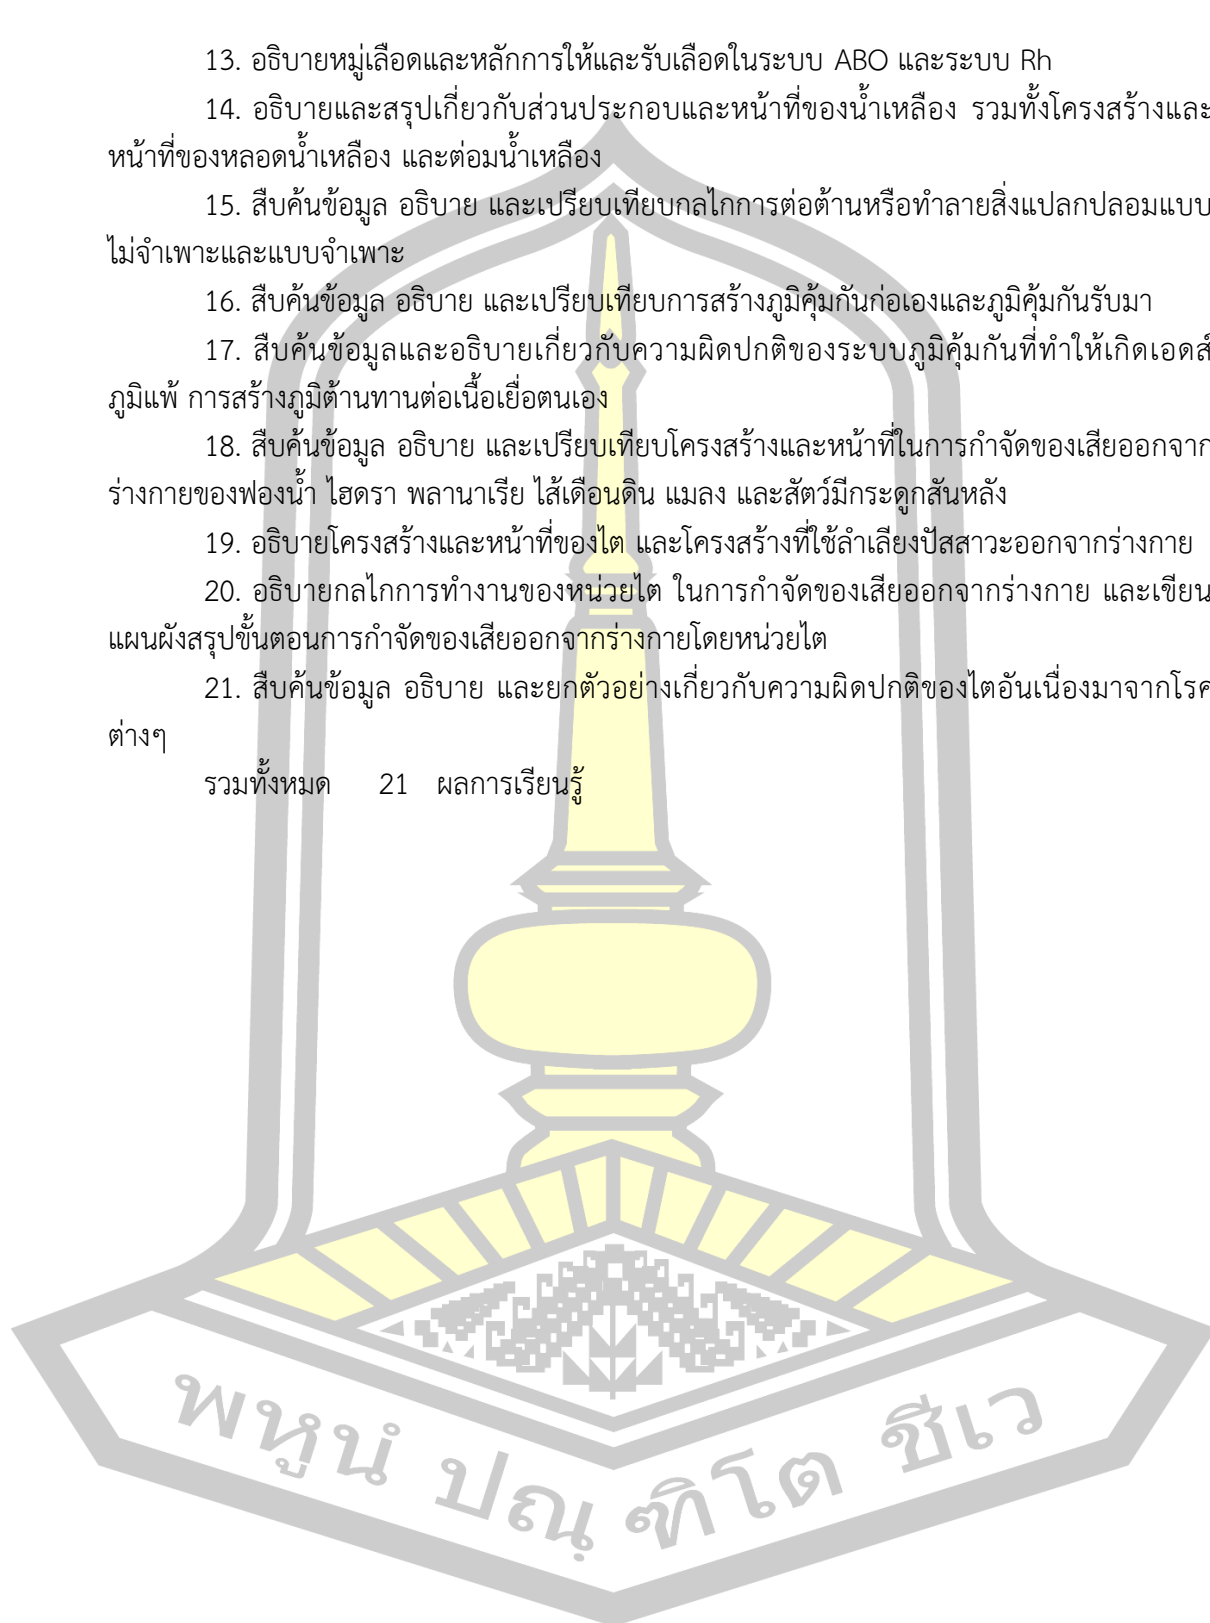 13. อธิบายหมู่เลือดและหลักการให้และรับเลือดในระบบ ABO และระบบ Rh
14. อธิบายและสรุปเกี่ยวกับส่วนประกอบและหน้าที่ของน้ำเหลือง รวมทั้งโครงสร้างและ
หน้าที่ของหลอดน้ำเหลือง และต่อมน้ำเหลือง
15. สืบค้นข้อมูล อธิบาย และเปรียบเทียบกลไกการต่อต้านหรือทำลายสิ่งแปลกปลอมแบบ
ไม่จำเพาะและแบบจำเพาะ
16. สืบค้นข้อมูล อธิบาย และเปรียบเทียบการสร้างภูมิคุ้มกันก่อเองและภูมิคุ้มกันรับมา
17. สืบค้นข้อมูลและอธิบายเกี่ยวกับความผิดปกติของระบบภูมิคุ้มกันที่ทำให้เกิดเอดส์
ภูมิแพ้ การสร้างภูมิต้านทานต่อเนื้อเยื่อตนเอง
18. สืบค้นข้อมูล อธิบาย และเปรียบเทียบโครงสร้างและหน้าที่ในการกำจัดของเสียออกจาก
ร่างกายของฟองน้ำ ไฮดรา พลานาเรีย ไส้เดือนดิน แมลง และสัตว์มีกระดูกสันหลัง
19. อธิบายโครงสร้างและหน้าที่ของไต และโครงสร้างที่ใช้ลำเลียงปัสสาวะออกจากร่างกาย
20. อธิบายกลไกการทำงานของหน่วยไต ในการกำจัดของเสียออกจากร่างกาย และเขียน
แผนผังสรุปขั้นตอนการกำจัดของเสียออกจากร่างกายโดยหน่วยไต
21. สืบค้นข้อมูล อธิบาย และยกตัวอย่างเกี่ยวกับความผิดปกติของไตอันเนื่องมาจากโรค
ต่างๆ
รวมทั้งหมด 21 ผลการเรียนรู้
พหูนํ ปณฺฑิโต ชีเว